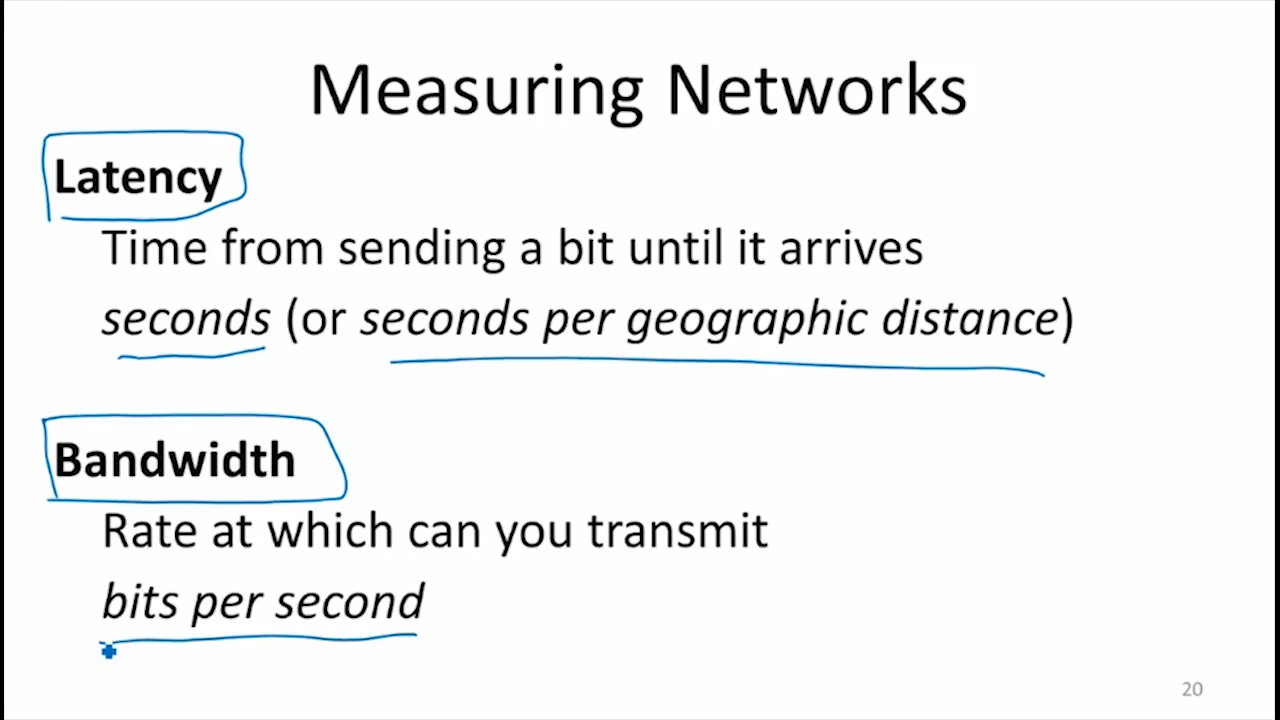 Measuring Networks
Latency
Time from sending a bit until it arrives
seconds (or seconds per geographic distance)
Bandwidth
Rate at which can you transmit
bits per second
20